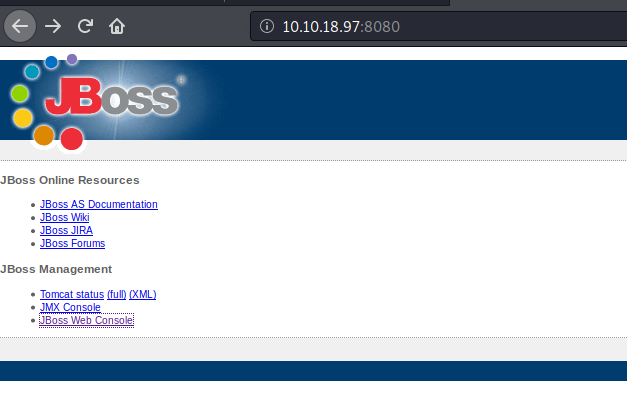 10.10.18.97:8080
JBoss®
JBoss Online Resources
JBoss AS Documentation
JBoss Wiki
JBoss JIRA
JBoss Forums
JBoss Management
Tomcat status (full) (XML)
JMX Console
JBoss Web Console